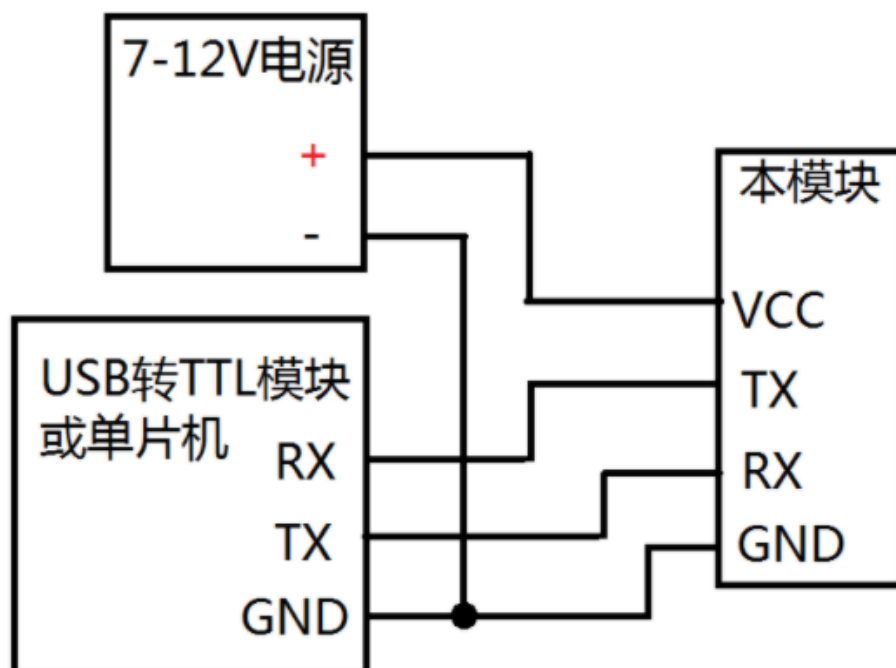 7-12V电源
+
-
本模块
VCC
TX
RX
GND
USB转TTL模块
或单片机
RX
TX
GND